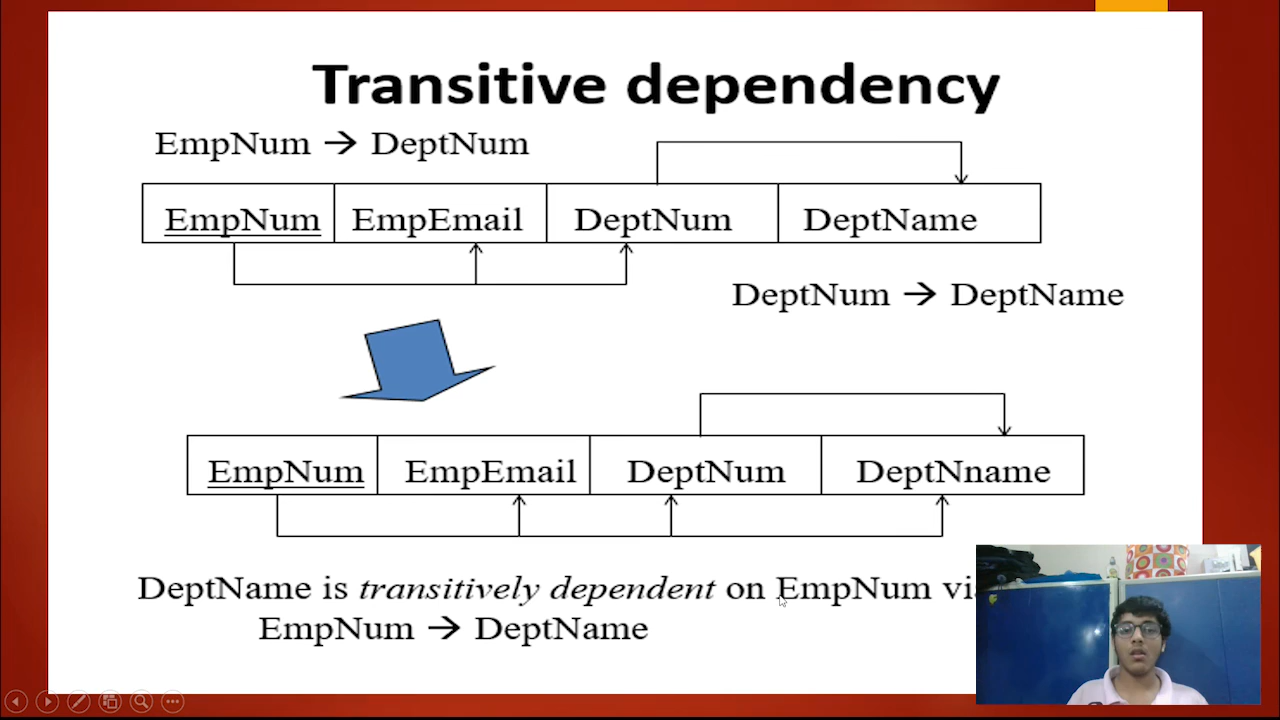 Transitive dependency
EmpNum → DeptNum
EmpNum EmpEmail DeptNum DeptName
DeptNum → DeptName
EmpNum EmpEmail DeptNum DeptNname
DeptName is transitively dependent on EmpNum via
EmpNum → DeptName